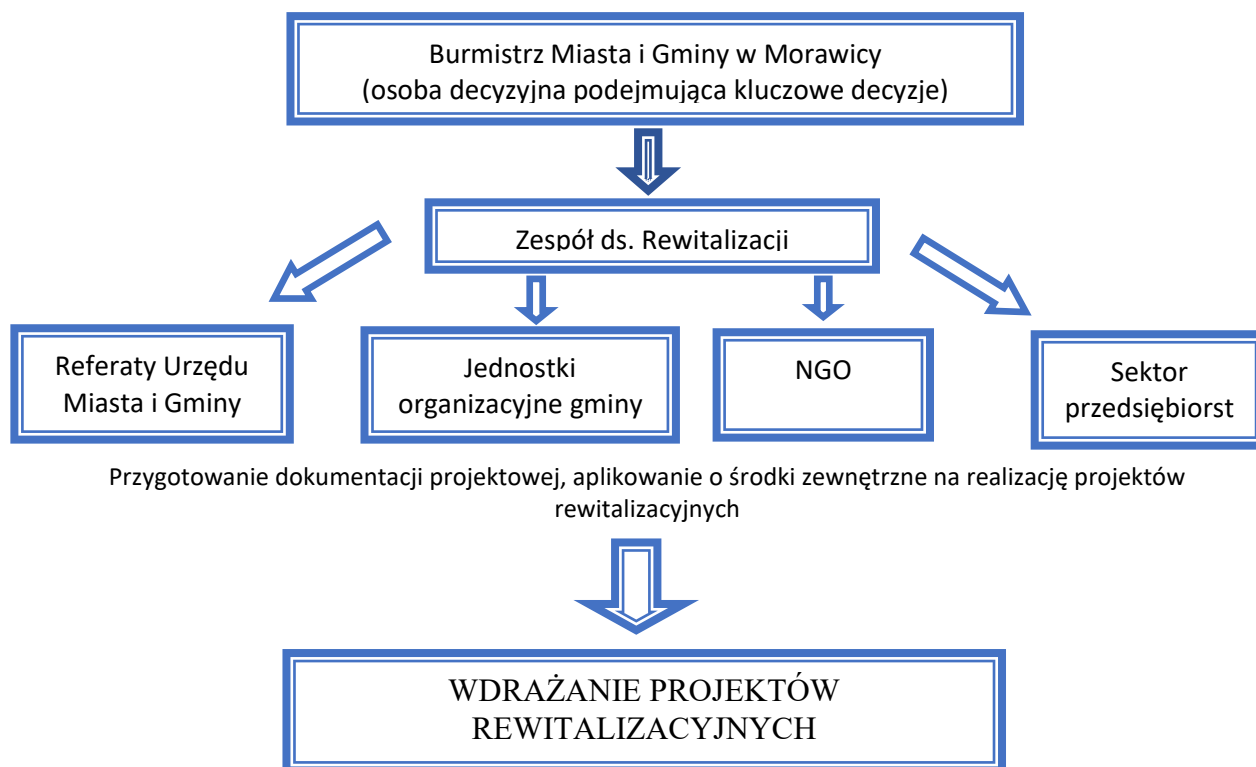 Burmistrz Miasta i Gminy w Morawicy
(osoba decyzyjna podejmująca kluczowe decyzje)
Zespół ds. Rewitalizacji
Referaty Urzędu
Miasta i Gminy
Jednostki
organizacyjne gminy
NGO
Sektor
przedsiębiorst
Przygotowanie dokumentacji projektowej, aplikowanie o środki zewnętrzne na realizację projektów
rewitalizacyjnych
WDRAŻANIE PROJEKTÓW
REWITALIZACYJNYCH